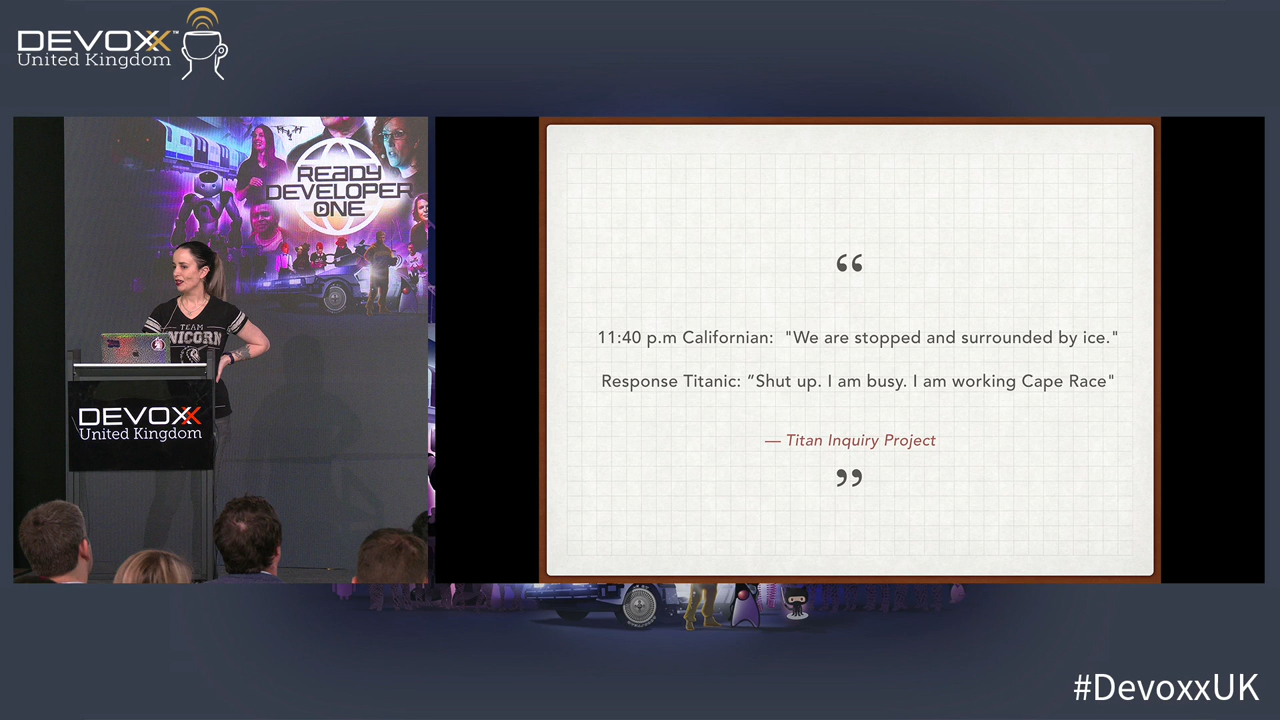 DEVOXX™
United Kingdom
READY
DEVELOPER
ONE
TEAM
UNICORN
DEVOXX
United Kingdom
“
11:40 p.m Californian: "We are stopped and surrounded by ice."
Response Titanic: ”Shut up. I am busy. I am working Cape Race"
— Titan Inquiry Project
”
#DevoxxUK